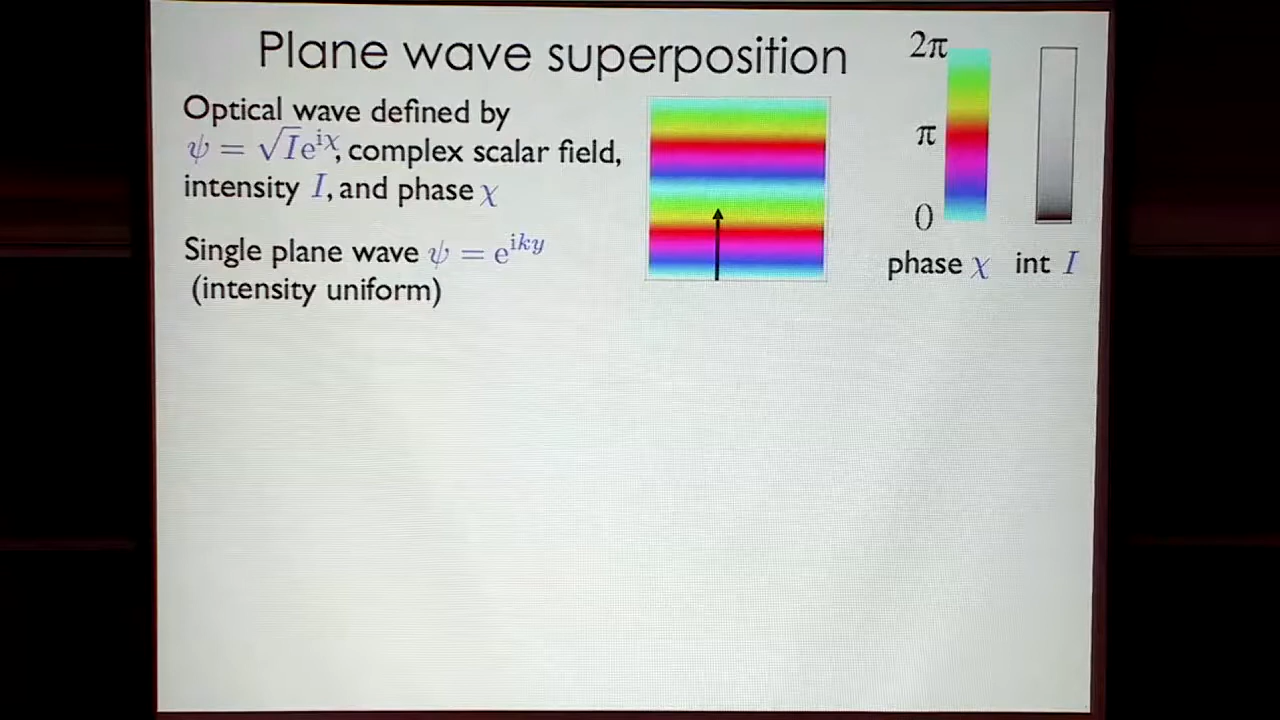 Plane wave superposition
Optical wave defined by
ψ = √I e^{iχ}, complex scalar field,
intensity I, and phase χ
Single plane wave ψ = e^{iky}
(intensity uniform)
2π
π
0
phase χ int I